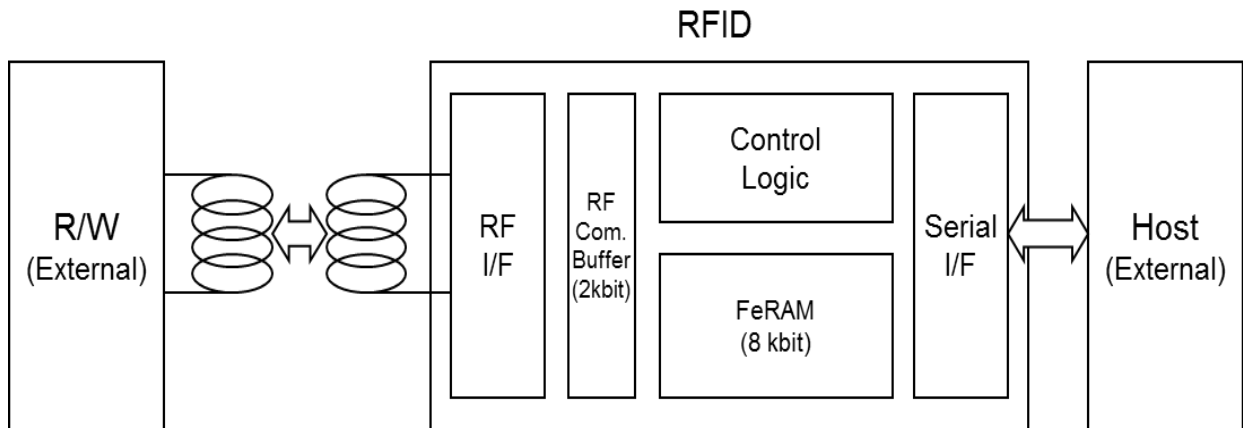 RFID
R/W
(External)
RF
I/F
RF
Com.
Buffer
(2kbit)
Control
Logic
FeRAM
(8 kbit)
Serial
I/F
Host
(External)